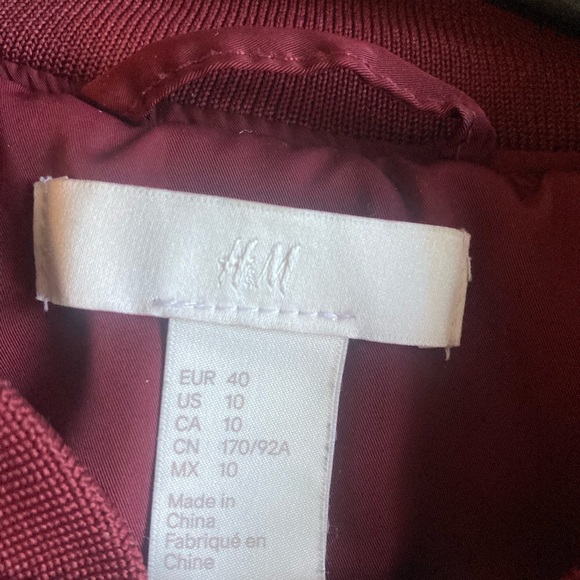 H&M
EUR 40
US 10
CA 10
CN 170/92A
MX 10
Made in
China
Fabriqué en
Chine